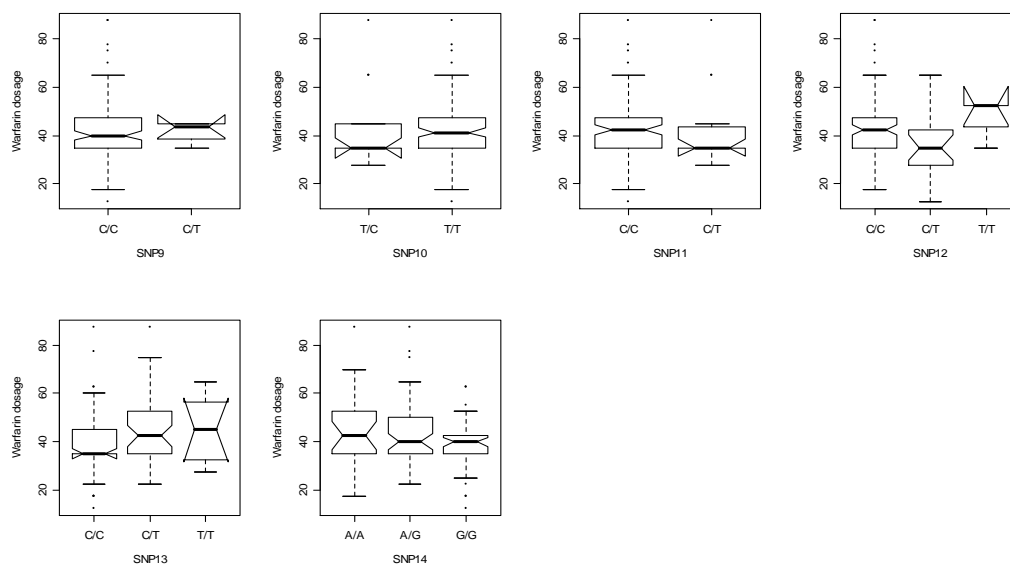 Warfarin dosage
80
60
40
20
C/C C/T
SNP9
Warfarin dosage
80
60
40
20
T/C T/T
SNP10
Warfarin dosage
80
60
40
20
C/C C/T
SNP11
Warfarin dosage
80
60
40
20
C/C C/T T/T
SNP12
Warfarin dosage
80
60
40
20
C/C C/T T/T
SNP13
Warfarin dosage
80
60
40
20
A/A A/G G/G
SNP14